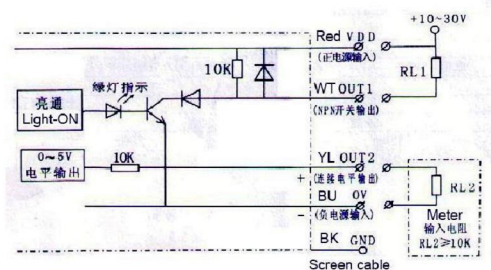 +10~30V
Red VDD
(正电源输入)
10K
RL1
绿灯指示
WT OUT1
(NPN开关输出)
亮通
Light-ON
0~5V
电平输出
10K
YL OUT2
+ (连接电平输出)
RL2
BU 0V
- (负电源输入)
Meter
输入电阻
RL2≥10K
BK GND
Screen cable